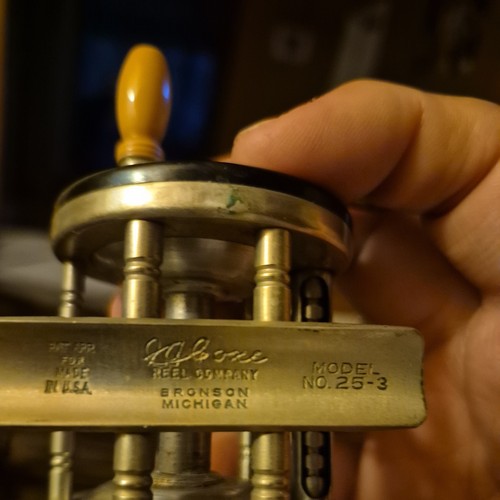 PAT. APP.
FOR
MADE
IN U.S.A.
J.A. Coxe
REEL COMPANY
BRONSON
MICHIGAN
MODEL
NO. 25-3